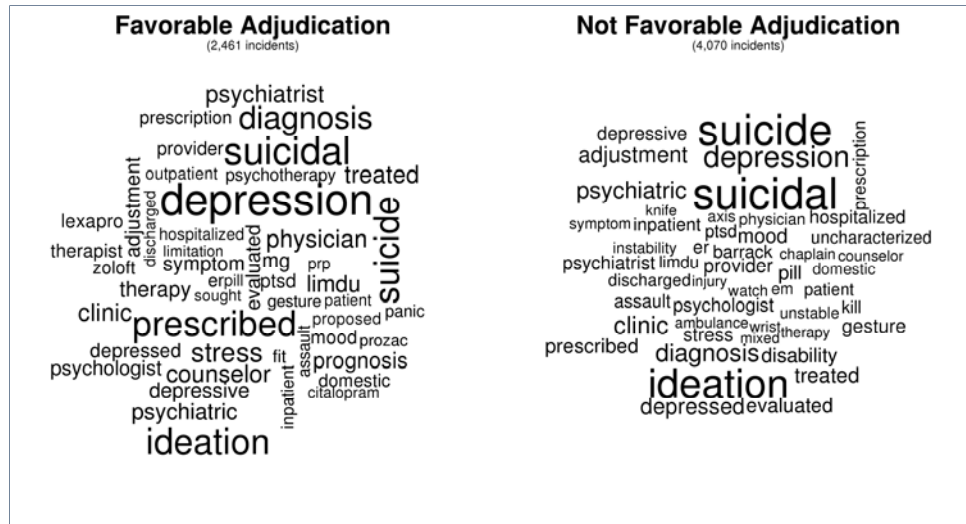 Favorable Adjudication
(2,461 incidents)
psychiatrist
prescription diagnosis
provider suicidal
outpatient psychotherapy treated
adjustment
depression
lexapro
discharged
hospitalized
evaluated
physician
suicide
therapist
limitation
zoloft
symptom
mg
prp
erpill
ptsd
limdu
therapy
sought
gesture
patient
clinic
prescribed
proposed
panic
assault
mood
prozac
depressed
stress
fit
prognosis
psychologist
counselor
domestic
depressive
inpatient
citalopram
psychiatric
ideation
Not Favorable Adjudication
(4,070 incidents)
depressive
suicide
prescription
adjustment
depression
psychiatric
suicidal
knife
symptom
inpatient
axis
physician
hospitalized
ptsd
mood
uncharacterized
instability
er
barrack
chaplain
counselor
psychiatrist
limdu
provider
pill
domestic
discharged
injury
watch
em
patient
assault
psychologist
unstable
kill
clinic
ambulance
wrist
gesture
stress
mixed
therapy
prescribed
diagnosis
disability
ideation
treated
depressed
evaluated